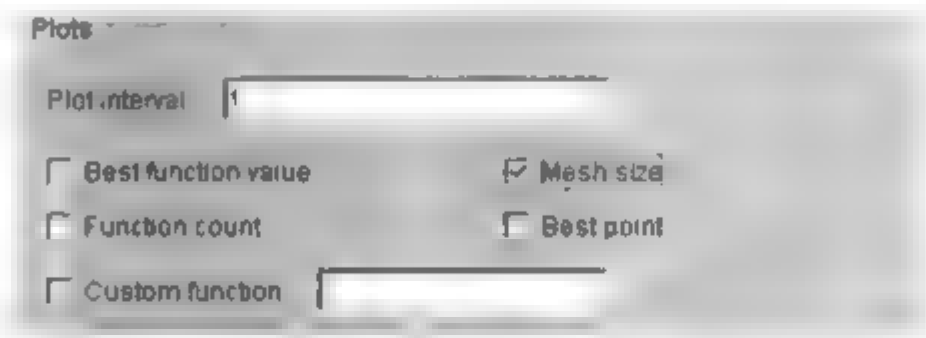 Plots
Plot interval 1
Best function value Mesh size
Function count Best point
Custom function